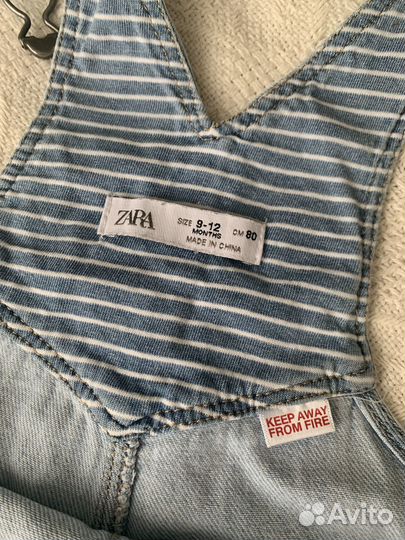 ZARA
SIZE 9-12 MONTHS CM 80
MADE IN CHINA
KEEP AWAY
FROM FIRE
Avito